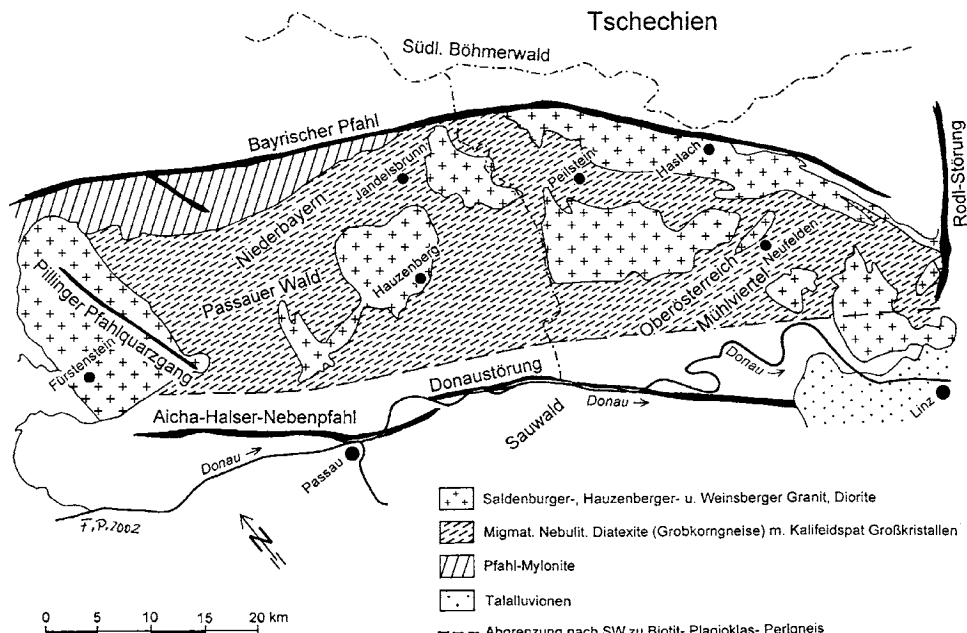 Tschechien
Südl. Böhmerwald
Bayrischer Pfahl
Rodl-Störung
Jandelsbrunn
Peilstein
Haslach
Niederbayern
Passauer Wald
Hauzenberg
Oberösterreich
Mühlviertel
Neufelden
Pillinger Pfahlquarzgang
Fürstenstein
Donaustörung
Donau →
Donau →
Linz
Aicha-Halser-Nebenpfahl
Sauwald
Donau →
Passau
F.P.2002
N
Saldenburger-, Hauzenberger- u. Weinsberger Granit, Diorite
Migmat. Nebulit. Diatexite (Grobkorngneise) m. Kalifeldspat Großkristallen
Pfahl-Mylonite
Talalluvionen
Abgrenzung nach SW zu Biotit- Plagioklas- Perlgneis
0 5 10 15 20 km